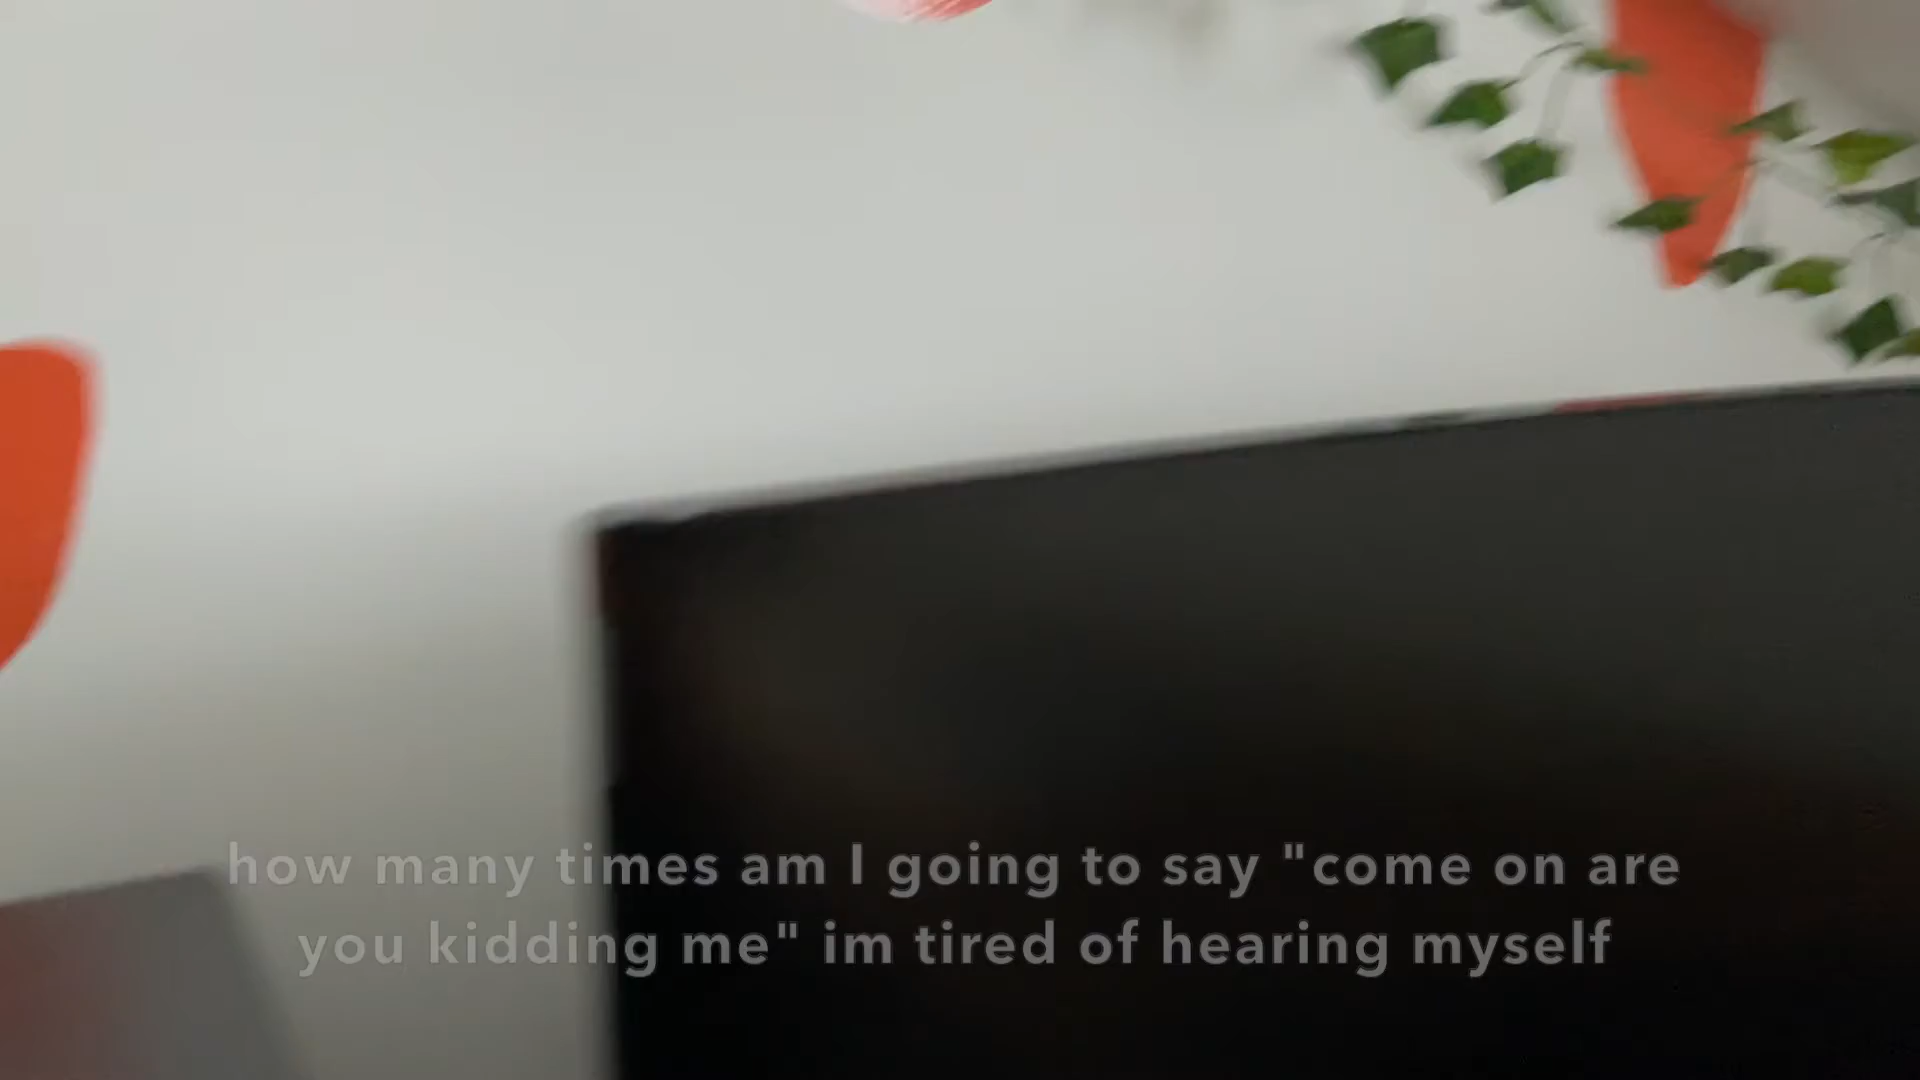 how many times am I going to say "come on are
you kidding me" im tired of hearing myself